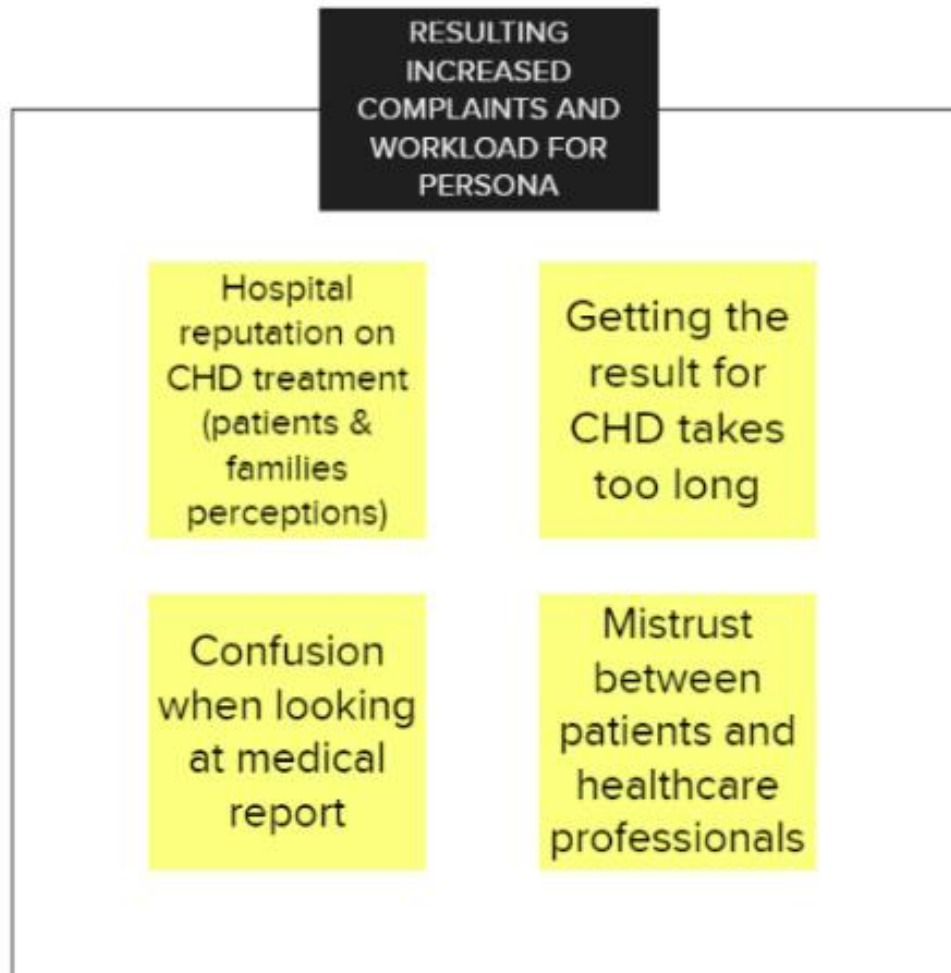 RESULTING
INCREASED
COMPLAINTS AND
WORKLOAD FOR
PERSONA
Hospital
reputation on
CHD treatment
(patients &
families
perceptions)
Getting the
result for
CHD takes
too long
Confusion
when looking
at medical
report
Mistrust
between
patients and
healthcare
professionals